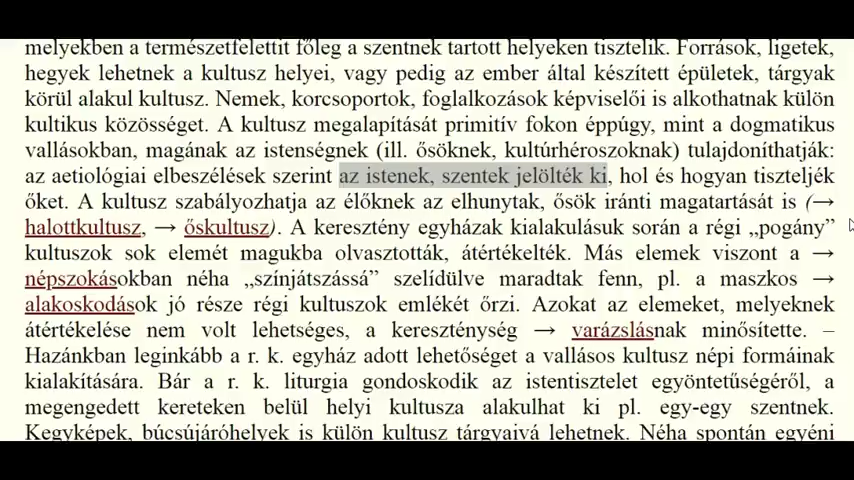 melyekben a természetfelettit főleg a szentnek tartott helyeken tisztelik. Források, ligetek,
hegyek lehetnek a kultusz helyei, vagy pedig az ember által készített épületek, tárgyak
körül alakul kultusz. Nemek, korcsoportok, foglalkozások képviselői is alkothatnak külön
kultikus közösséget. A kultusz megalapítását primitív fokon éppúgy, mint a dogmatikus
vallásokban, magának az istenségnek (ill. ősöknek, kultúrhéroszoknak) tulajdoníthatják:
az aetiológiai elbeszélések szerint az istenek, szentek jelölték ki, hol és hogyan tiszteljék
őket. A kultusz szabályozhatja az élőknek az elhunytak, ősök iránti magatartását is (→
halottkultusz, → őskultusz). A keresztény egyházak kialakulásuk során a régi „pogány”
kultuszok sok elemét magukba olvasztották, átértékelték. Más elemek viszont a →
népszokásokban néha „színjátszássá” szelídülve maradtak fenn, pl. a maszkos →
alakoskodások jó része régi kultuszok emlékét őrzi. Azokat az elemeket, melyeknek
átértékelése nem volt lehetséges, a kereszténység → varázslásnak minősítette. –
Hazánkban leginkább a r. k. egyház adott lehetőséget a vallásos kultusz népi formáinak
kialakítására. Bár a r. k. liturgia gondoskodik az istentisztelet egyöntetűségéről, a
megengedett kereteken belül helyi kultusza alakulhat ki pl. egy-egy szentnek.
Kegyképek, búcsújáróhelyek is külön kultusz tárgyaivá lehetnek. Néha spontán egyéni